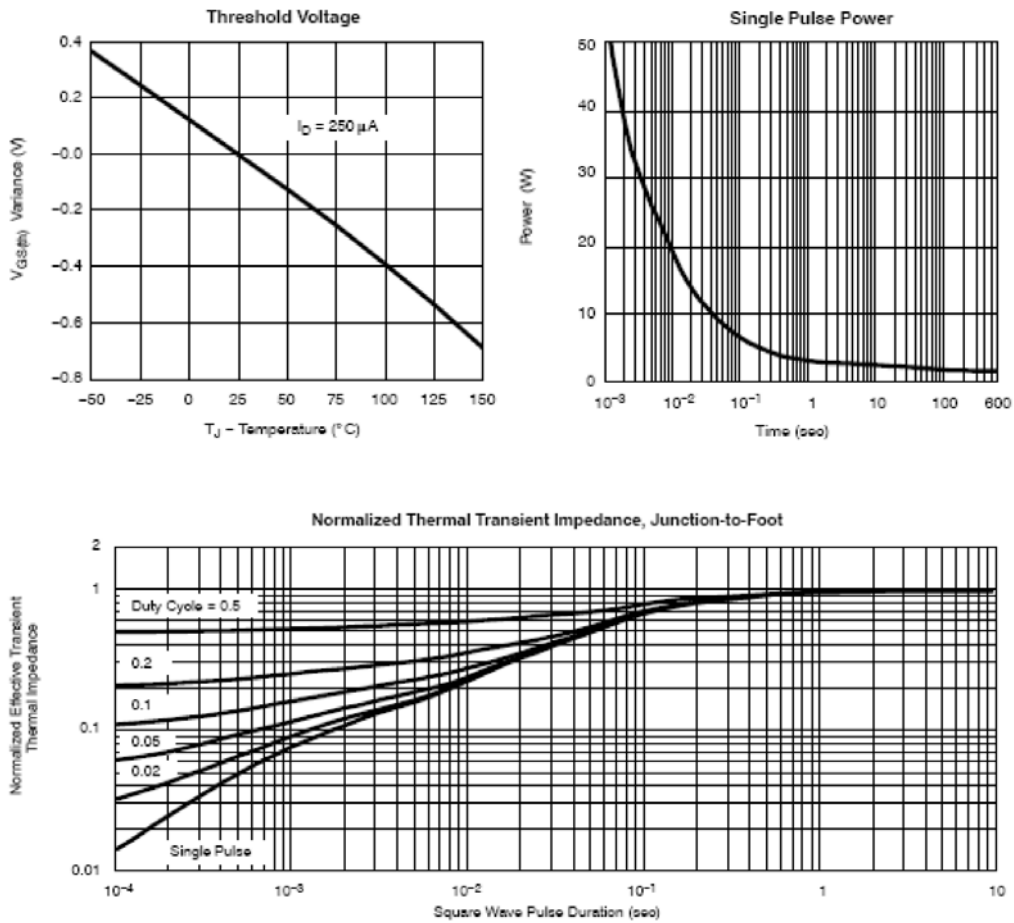 Threshold Voltage
0.4
0.2
–0.0
–0.2
–0.4
–0.6
–0.8
VGS(th) Variance (V)
ID = 250 µA
–50 –25 0 25 50 75 100 125 150
TJ – Temperature (°C)
Single Pulse Power
50
40
30
20
10
0
Power (W)
10–3 10–2 10–1 1 10 100 600
Time (sec)
Normalized Thermal Transient Impedance, Junction-to-Foot
2
1
0.1
0.01
Normalized Effective Transient
Thermal Impedance
Duty Cycle = 0.5
0.2
0.1
0.05
0.02
Single Pulse
10–4 10–3 10–2 10–1 1 10
Square Wave Pulse Duration (sec)